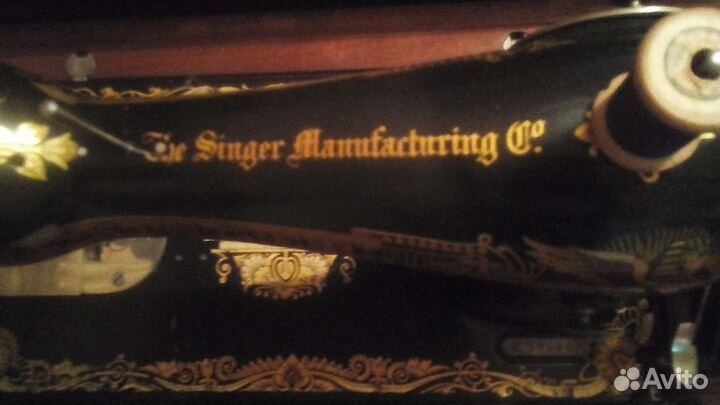 The Singer Manufacturing Co.
Avito